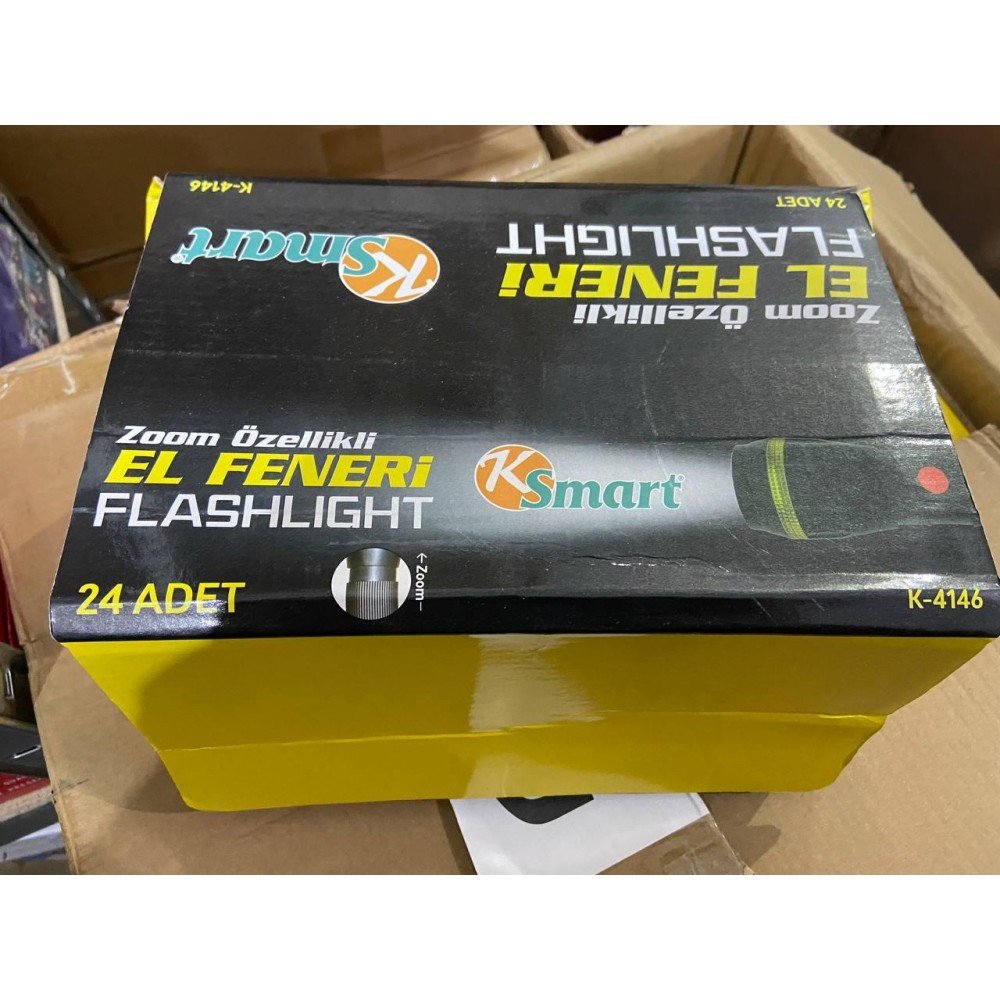 K-4146
24 ADET
KSmart
Zoom Özellikli
EL FENERİ
FLASHLIGHT
Zoom Özellikli
EL FENERİ
FLASHLIGHT
KSmart
←Zoom—
24 ADET
K-4146